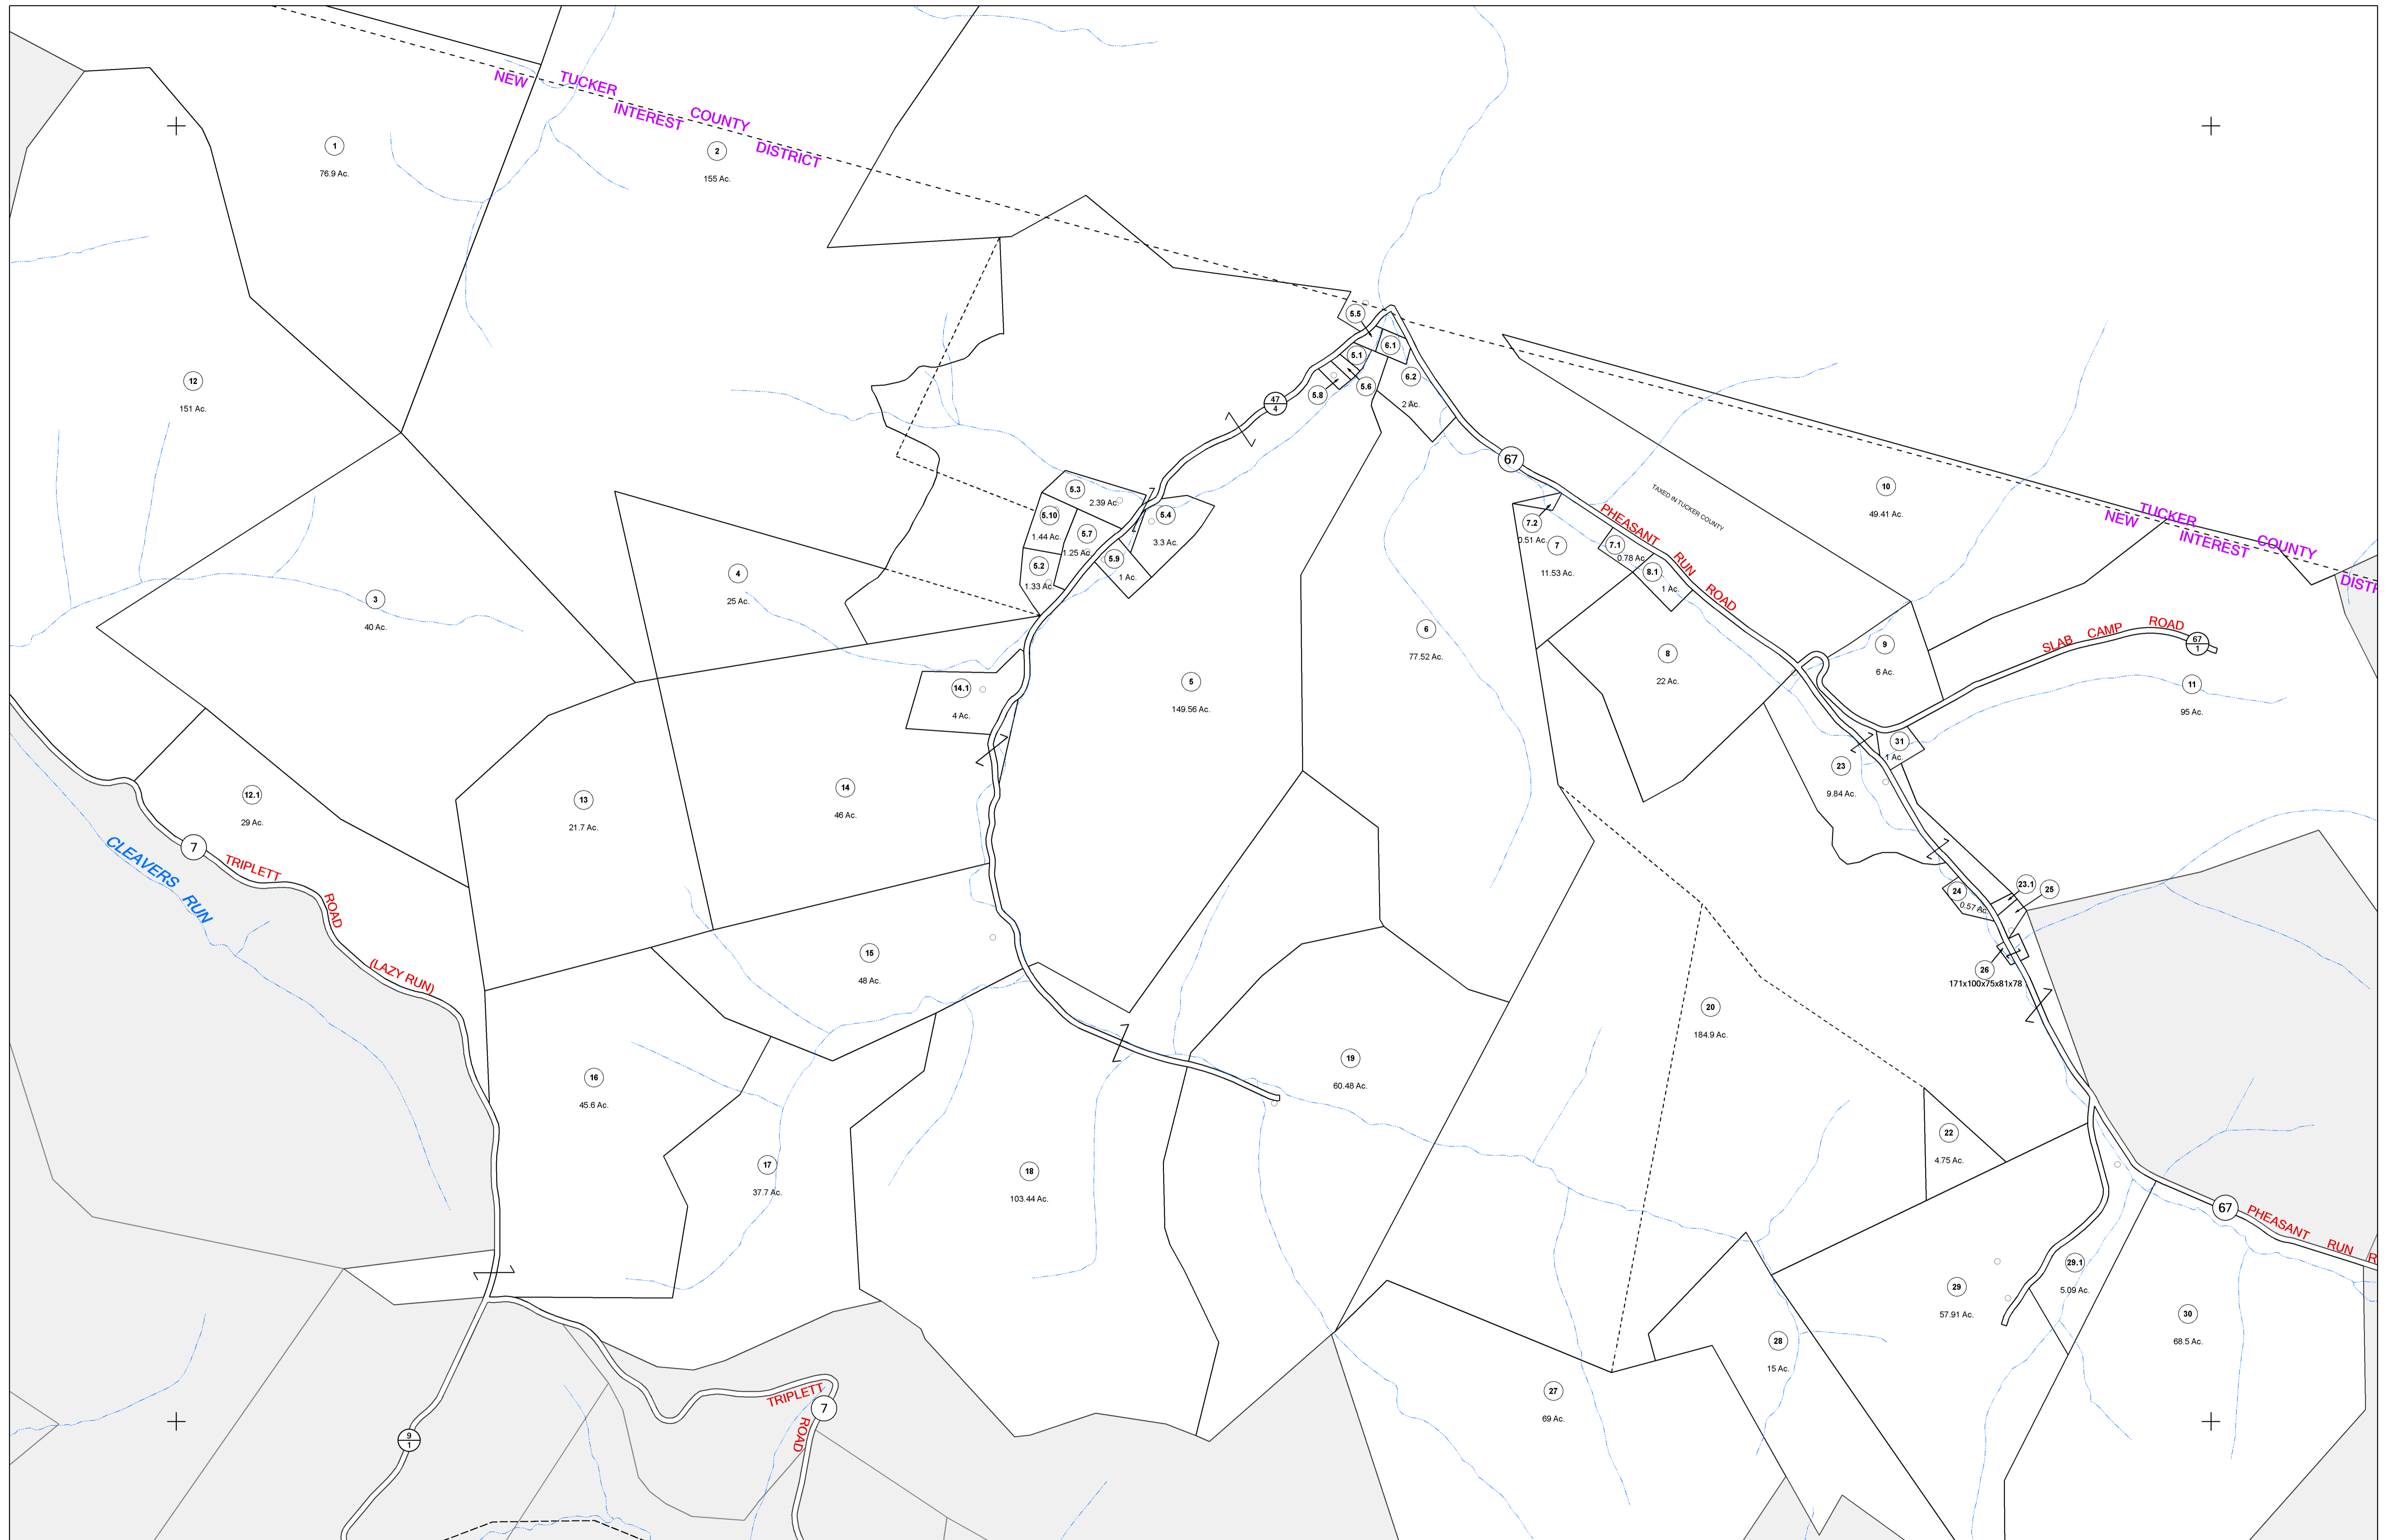 NEW TUCKER
INTEREST COUNTY
DISTRICT
1
76.9 Ac.
2
155 Ac.
12
151 Ac.
3
40 Ac.
4
25 Ac.
5.5
5.1
6.1
6.2
2 Ac.
5.6
5.8
47
4
67
5.3
2.39 Ac.
5.10
1.44 Ac.
5.7
1.25 Ac.
5.2
1.33 Ac.
5.4
3.3 Ac.
5.9
1 Ac.
TAXED IN TUCKER COUNTY
10
49.41 Ac.
TUCKER
NEW
COUNTY
INTEREST
7.2
0.51 Ac.
7
11.53 Ac.
7.1
0.78 Ac.
8.1
1 Ac.
PHEASANT RUN ROAD
6
77.52 Ac.
8
22 Ac.
9
6 Ac.
SLAB CAMP ROAD
67
1
11
95 Ac.
5
149.56 Ac.
14.1
4 Ac.
14
46 Ac.
13
21.7 Ac.
12.1
29 Ac.
7
TRIPLETT ROAD
(LAZY RUN)
CLEAVERS RUN
31
1 Ac.
23
9.84 Ac.
23.1
25
24
0.57 Ac.
26
171x100x75x81x78
15
48 Ac.
20
184.9 Ac.
19
60.48 Ac.
16
45.6 Ac.
22
4.75 Ac.
17
37.7 Ac.
18
103.44 Ac.
67
PHEASANT RUN
29.1
5.09 Ac.
29
57.91 Ac.
30
68.5 Ac.
28
15 Ac.
27
69 Ac.
TRIPLETT
7
ROAD
9
1